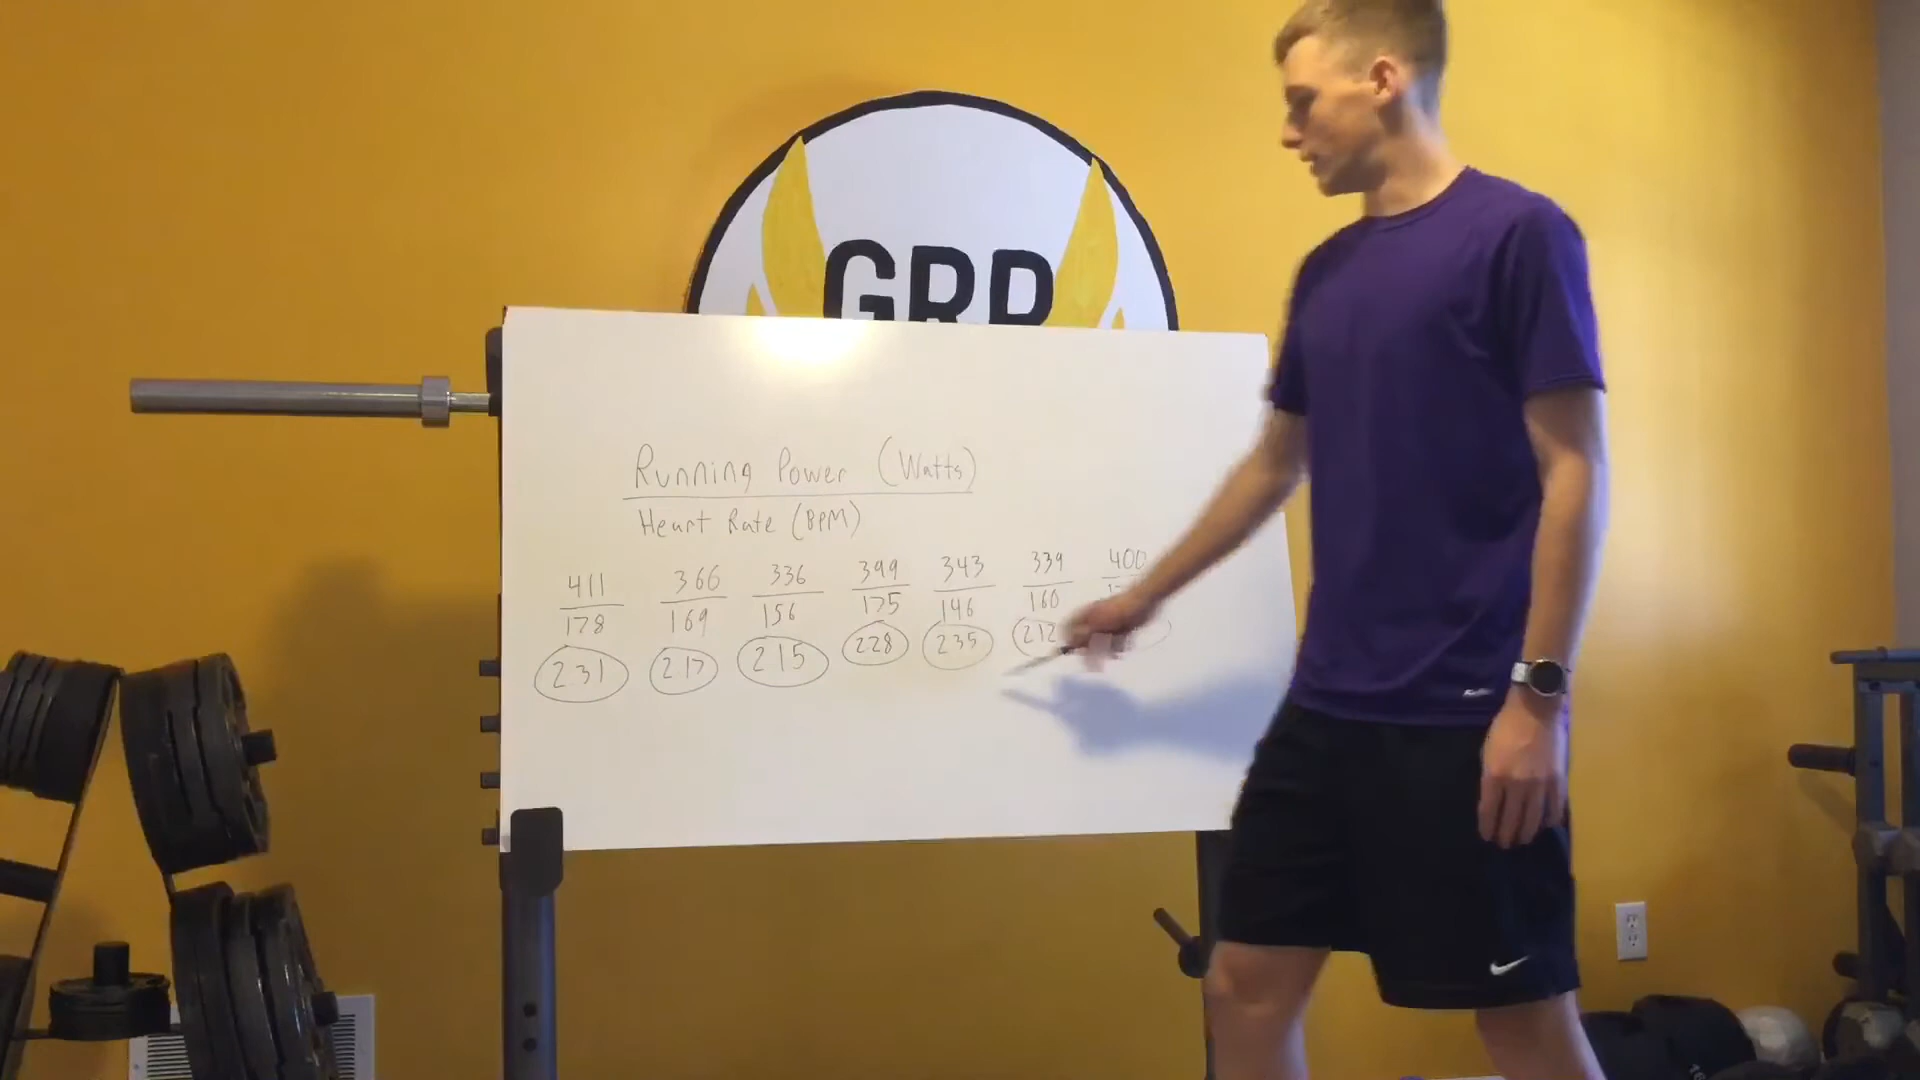 GRP
Running Power (Watts)
Heart Rate (BPM)
411 366 336 399 343 339 400
178 169 156 175 146 160
231 217 215 228 235 212